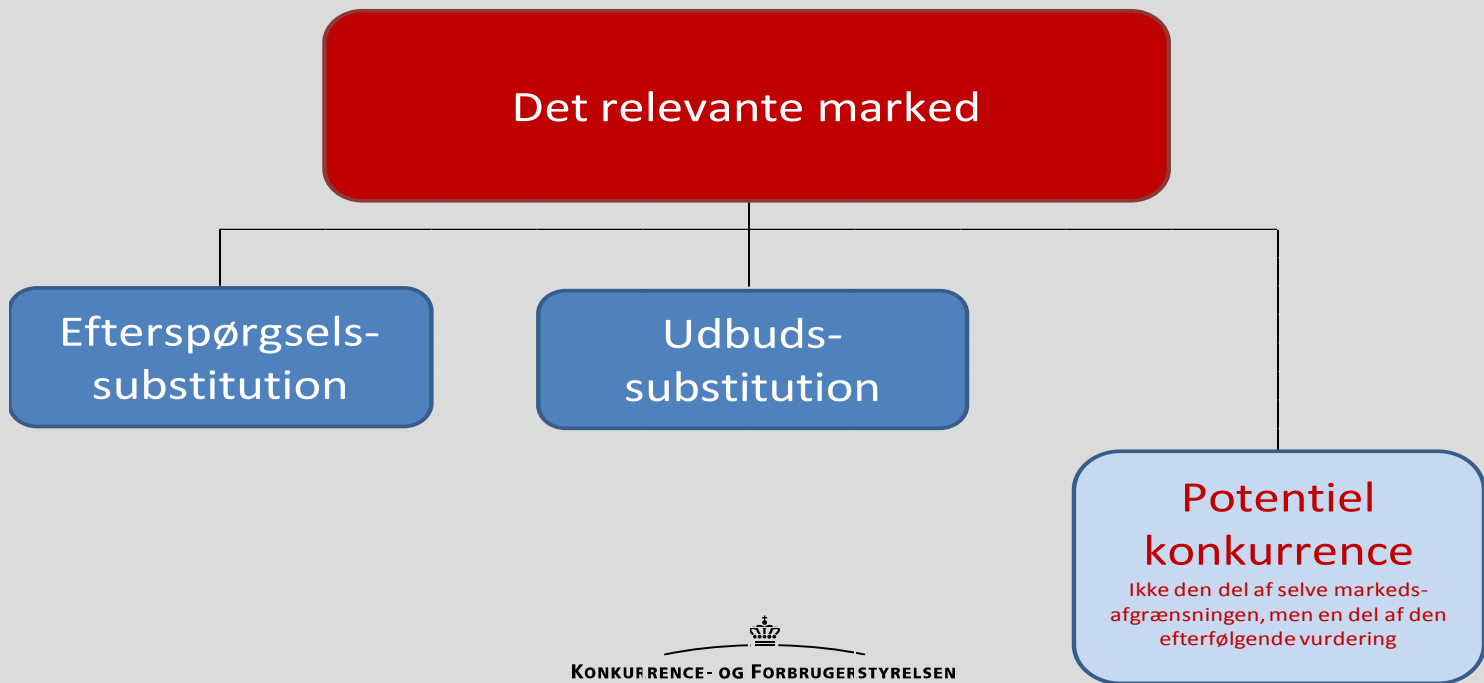 Det relevante marked
Efterspørgsels-
substitution
Udbuds-
substitution
Potentiel
konkurrence
Ikke den del af selve markeds-
afgrænsningen, men en del af den
efterfølgende vurdering
KONKURRENCE- OG FORBRUGERSTYRELSEN